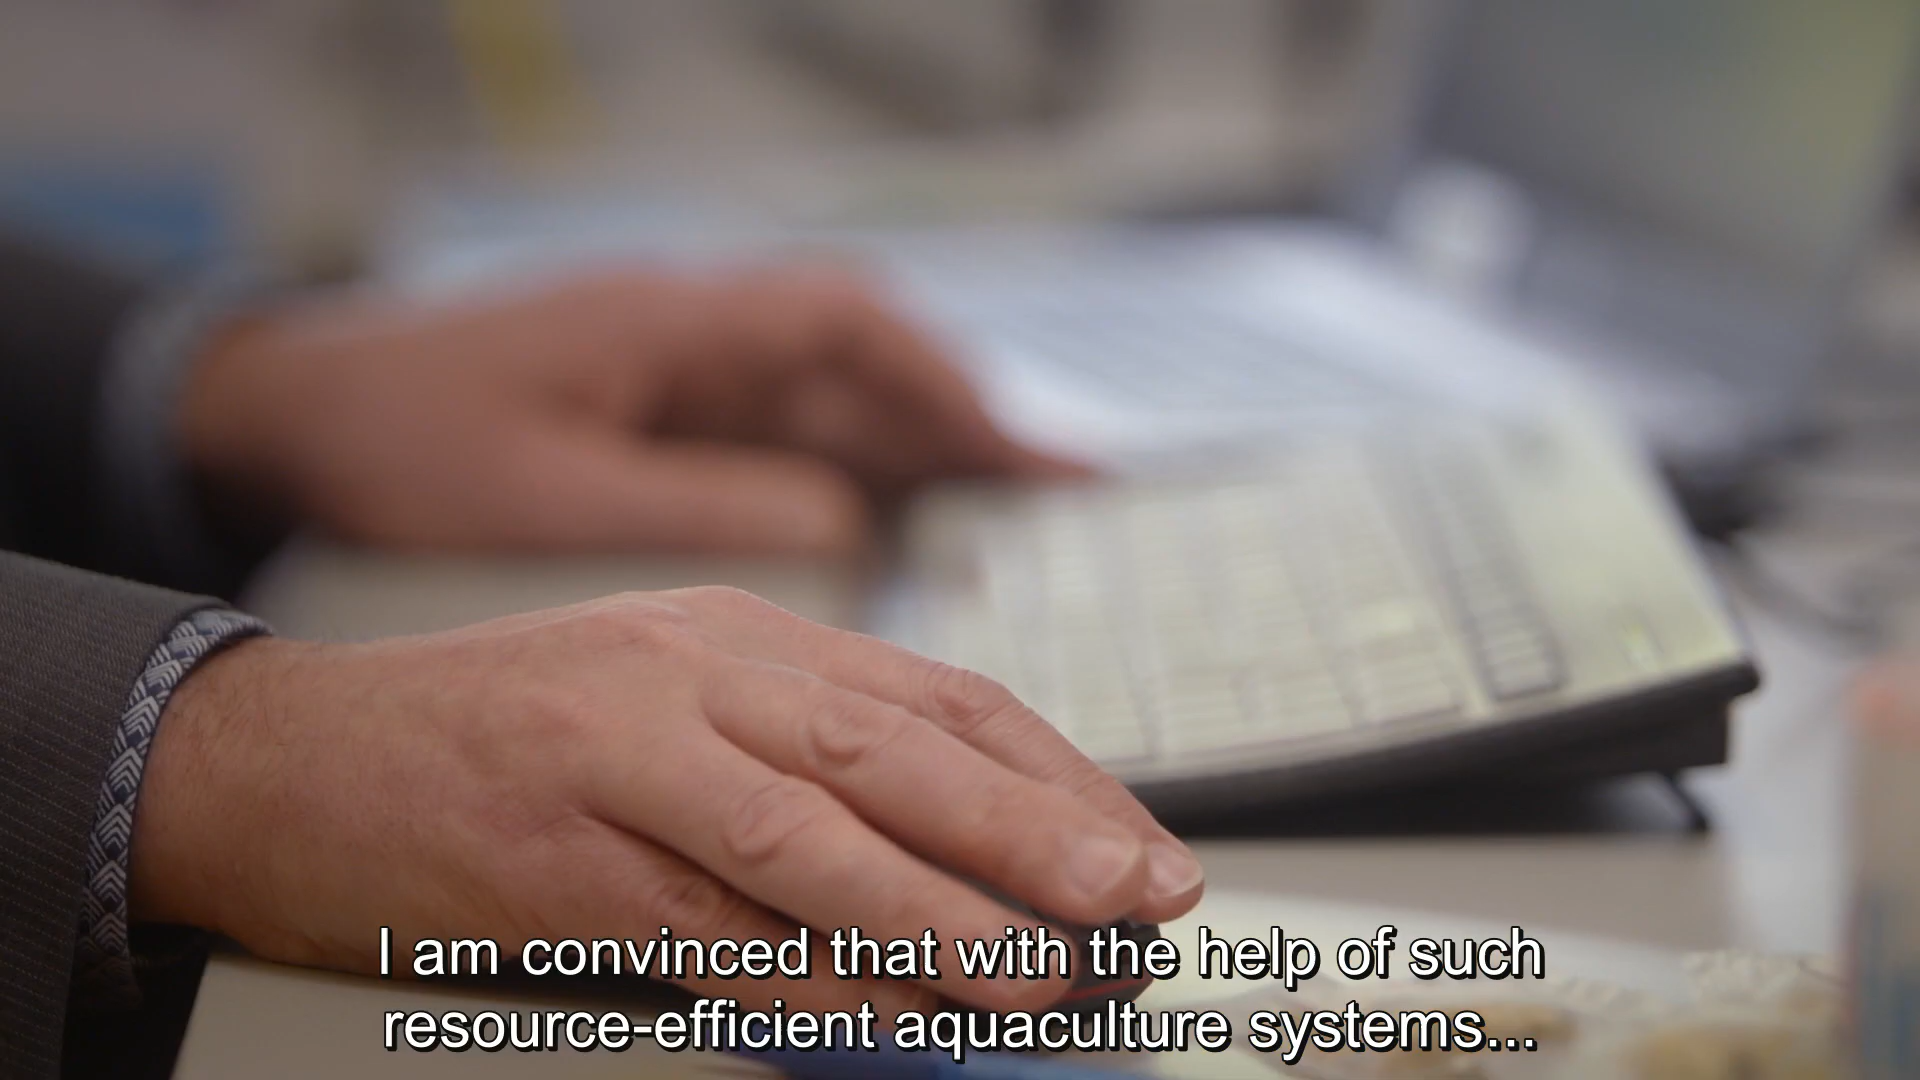 I am convinced that with the help of such
resource-efficient aquaculture systems...